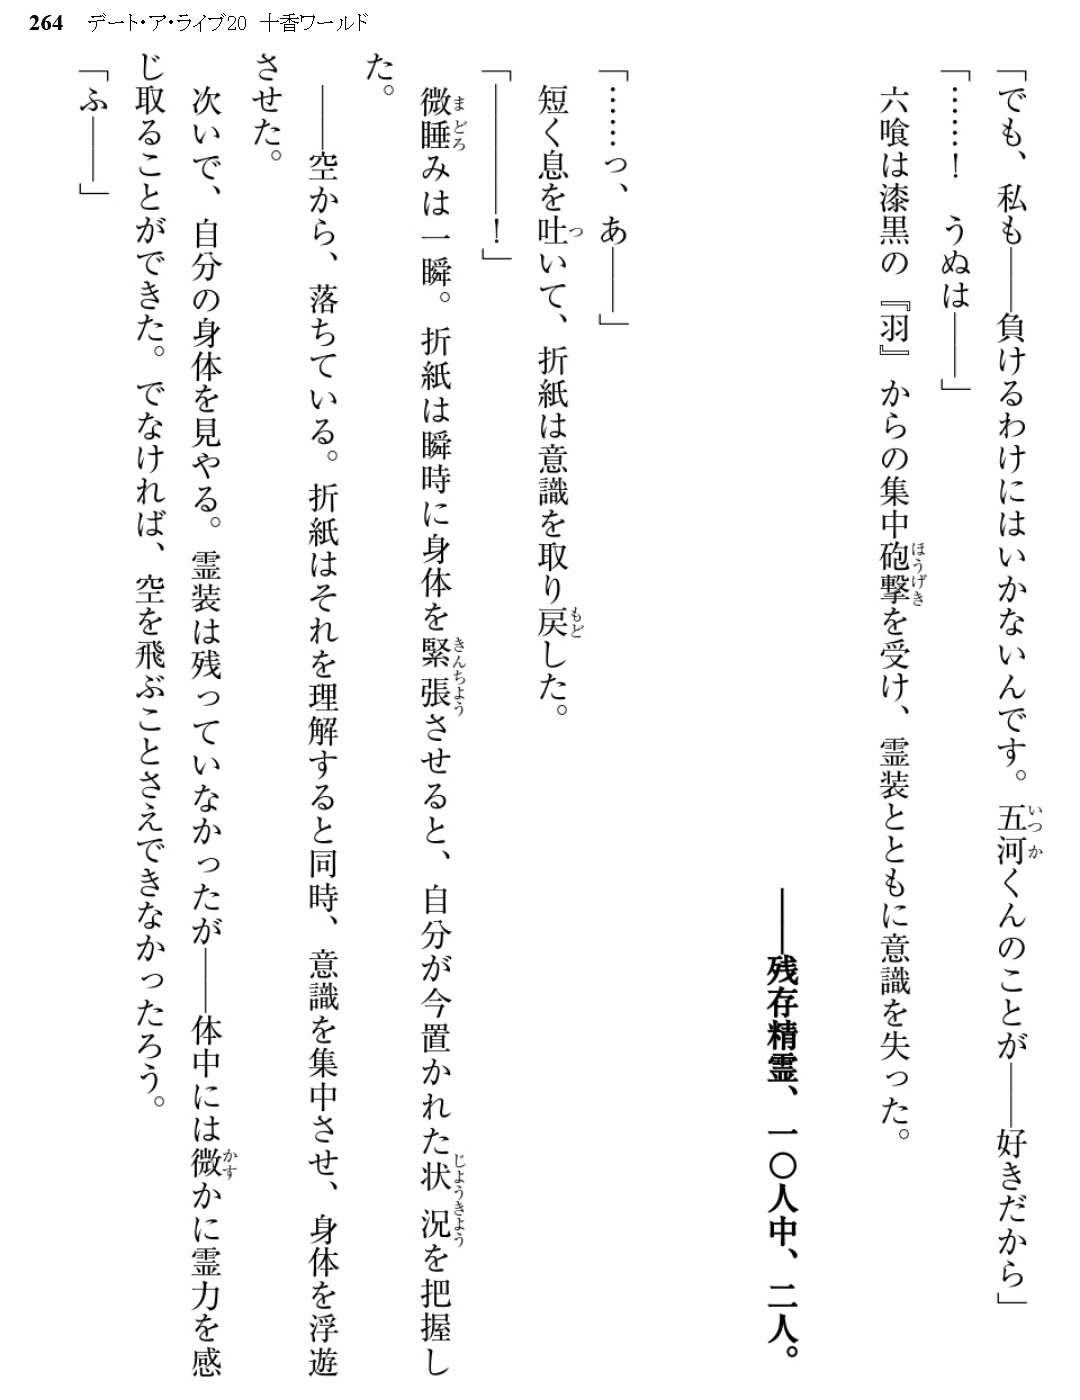 264 デート・ア・ライブ20 十香ワールド
「でも、私も――負けるわけにはいかないんです。五河くんのことが――好きだから」
「……！ うぬは――」
六喰は漆黒の『羽』からの集中砲撃を受け、霊装とともに意識を失った。
――残存精霊、一〇人中、二人。
「……っ、あ――」
短く息を吐いて、折紙は意識を取り戻した。
「――――！」
微睡みは一瞬。折紙は瞬時に身体を緊張させると、自分が今置かれた状況を把握し
た。
――空から、落ちている。折紙はそれを理解すると同時、意識を集中させ、身体を浮遊
させた。
次いで、自分の身体を見やる。霊装は残っていなかったが――体中には微かに霊力を感
じ取ることができた。でなければ、空を飛ぶことさえできなかったろう。
「ふ――」